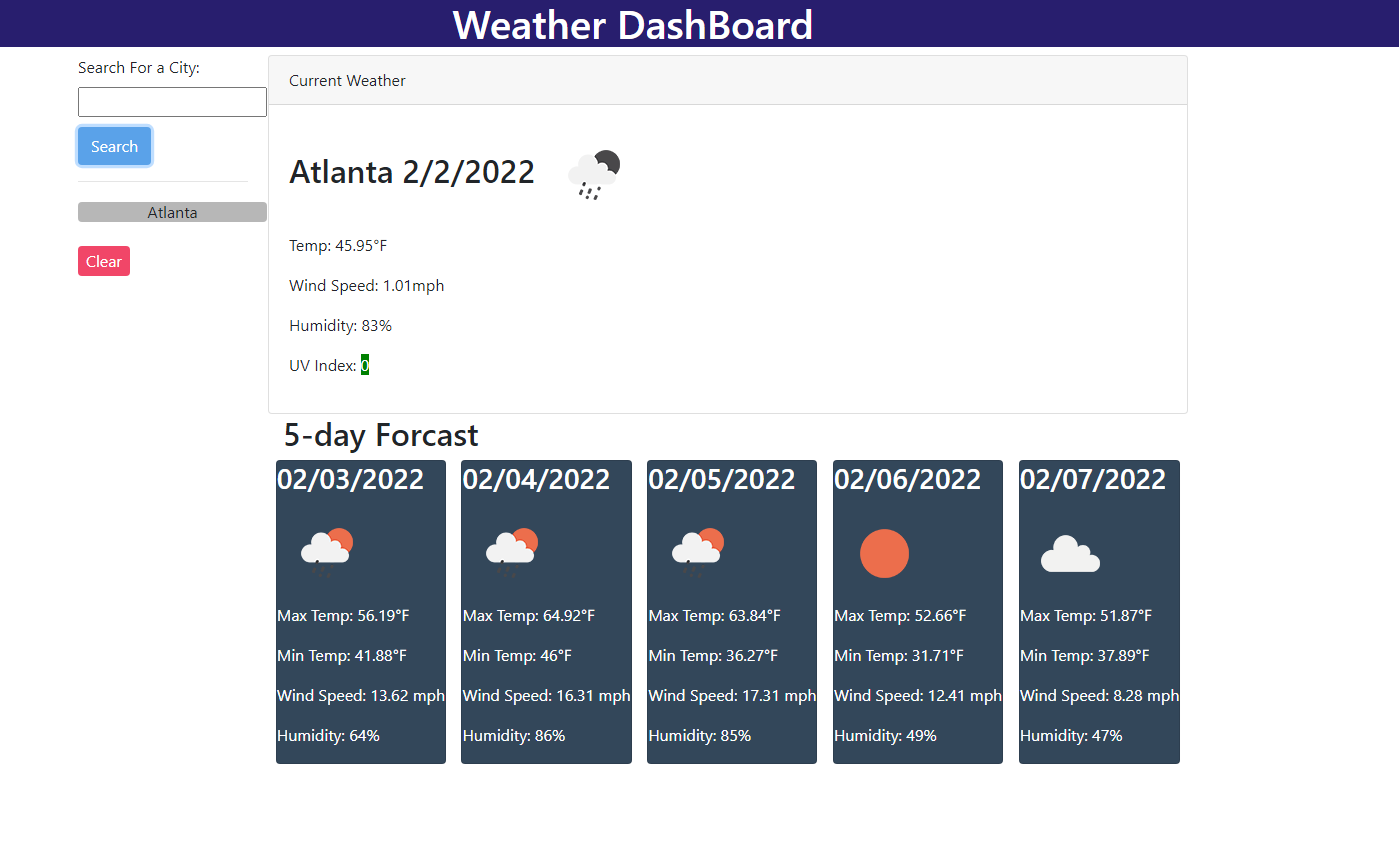 Weather DashBoard
Search For a City:
Search
Atlanta
Clear
Current Weather
Atlanta 2/2/2022
Temp: 45.95°F
Wind Speed: 1.01mph
Humidity: 83%
UV Index: 0
5-day Forcast
02/03/2022
Max Temp: 56.19°F
Min Temp: 41.88°F
Wind Speed: 13.62 mph
Humidity: 64%
02/04/2022
Max Temp: 64.92°F
Min Temp: 46°F
Wind Speed: 16.31 mph
Humidity: 86%
02/05/2022
Max Temp: 63.84°F
Min Temp: 36.27°F
Wind Speed: 17.31 mph
Humidity: 85%
02/06/2022
Max Temp: 52.66°F
Min Temp: 31.71°F
Wind Speed: 12.41 mph
Humidity: 49%
02/07/2022
Max Temp: 51.87°F
Min Temp: 37.89°F
Wind Speed: 8.28 mph
Humidity: 47%